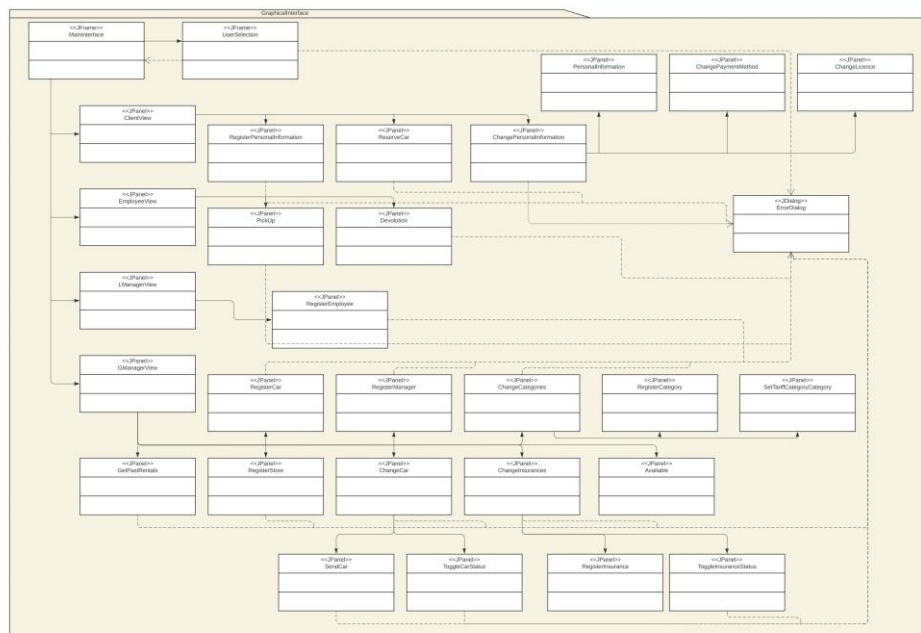 GraphicalInterface
<<JFrame>>
MainInterface
<<JFrame>>
UserSelection
<<JPanel>>
PersonalInformation
<<JPanel>>
ChangePaymentMethod
<<JPanel>>
ChangeLicence
<<JPanel>>
ClientView
<<JPanel>>
RegisterPersonalInformation
<<JPanel>>
ReserveCar
<<JPanel>>
ChangePersonalInformation
<<JPanel>>
EmployeeView
<<JPanel>>
PickUp
<<JPanel>>
Devolution
<<JDialog>>
ErrorDialog
<<JPanel>>
LManagerView
<<JPanel>>
RegisterEmployee
<<JPanel>>
GManagerView
<<JPanel>>
RegisterCar
<<JPanel>>
RegisterManager
<<JPanel>>
ChangeCategories
<<JPanel>>
RegisterCategory
<<JPanel>>
SetTariffCategoryCategory
<<JPanel>>
GetPastRentals
<<JPanel>>
RegisterStore
<<JPanel>>
ChangeCar
<<JPanel>>
ChangeInsurances
<<JPanel>>
Available
<<JPanel>>
SendCar
<<JPanel>>
ToggleCarStatus
<<JPanel>>
RegisterInsurance
<<JPanel>>
ToggleInsuranceStatus